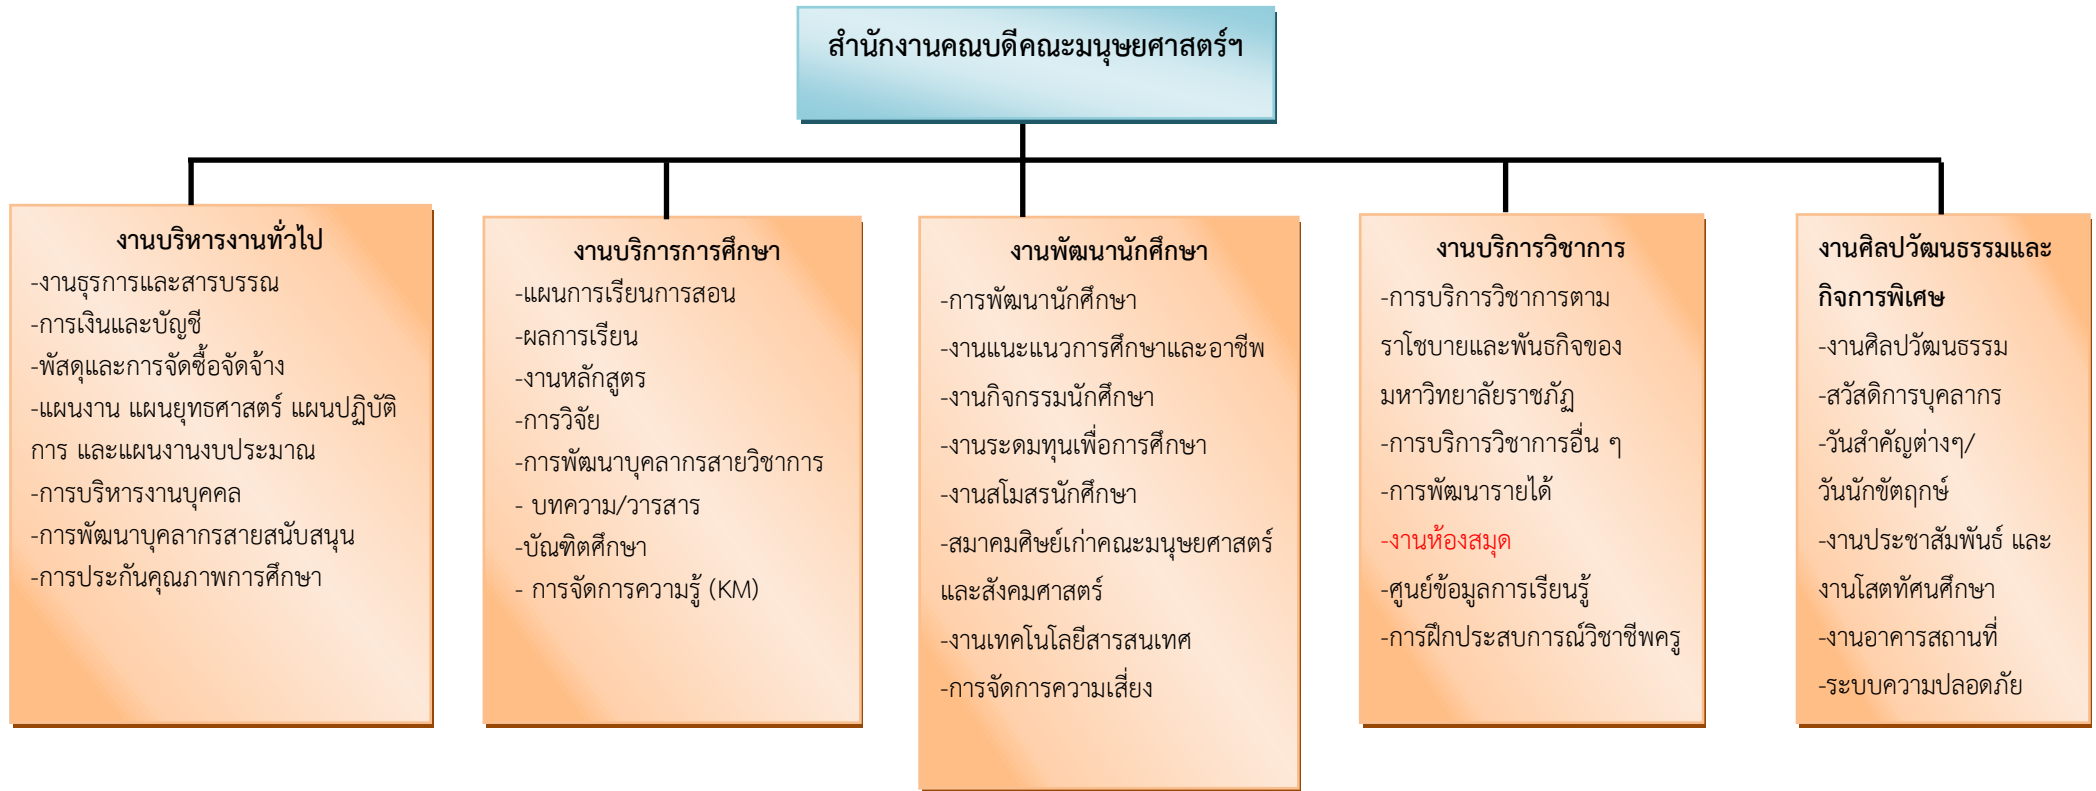 สำนักงานคณบดีคณะมนุษยศาสตร์ฯ
งานบริหารงานทั่วไป
-งานธุรการและสารบรรณ
-การเงินและบัญชี
-พัสดุและการจัดซื้อจัดจ้าง
-แผนงาน แผนยุทธศาสตร์ แผนปฏิบัติ
การ และแผนงานงบประมาณ
-การบริหารงานบุคคล
-การพัฒนาบุคลากรสายสนับสนุน
-การประกันคุณภาพการศึกษา
งานบริการการศึกษา
-แผนการเรียนการสอน
-ผลการเรียน
-งานหลักสูตร
-การวิจัย
-การพัฒนาบุคลากรสายวิชาการ
- บทความ/วารสาร
-บัณฑิตศึกษา
- การจัดการความรู้ (KM)
งานพัฒนานักศึกษา
-การพัฒนานักศึกษา
-งานแนะแนวการศึกษาและอาชีพ
-งานกิจกรรมนักศึกษา
-งานระดมทุนเพื่อการศึกษา
-งานสโมสรนักศึกษา
-สมาคมศิษย์เก่าคณะมนุษยศาสตร์
และสังคมศาสตร์
-งานเทคโนโลยีสารสนเทศ
-การจัดการความเสี่ยง
งานบริการวิชาการ
-การบริการวิชาการตาม
ราโชบายและพันธกิจของ
มหาวิทยาลัยราชภัฏ
-การบริการวิชาการอื่น ๆ
-การพัฒนารายได้
-งานห้องสมุด
-ศูนย์ข้อมูลการเรียนรู้
-การฝึกประสบการณ์วิชาชีพครู
งานศิลปวัฒนธรรมและ
กิจการพิเศษ
-งานศิลปวัฒนธรรม
-สวัสดิการบุคลากร
-วันสำคัญต่างๆ/
วันนักขัตฤกษ์
-งานประชาสัมพันธ์ และ
งานโสตทัศนศึกษา
-งานอาคารสถานที่
-ระบบความปลอดภัย